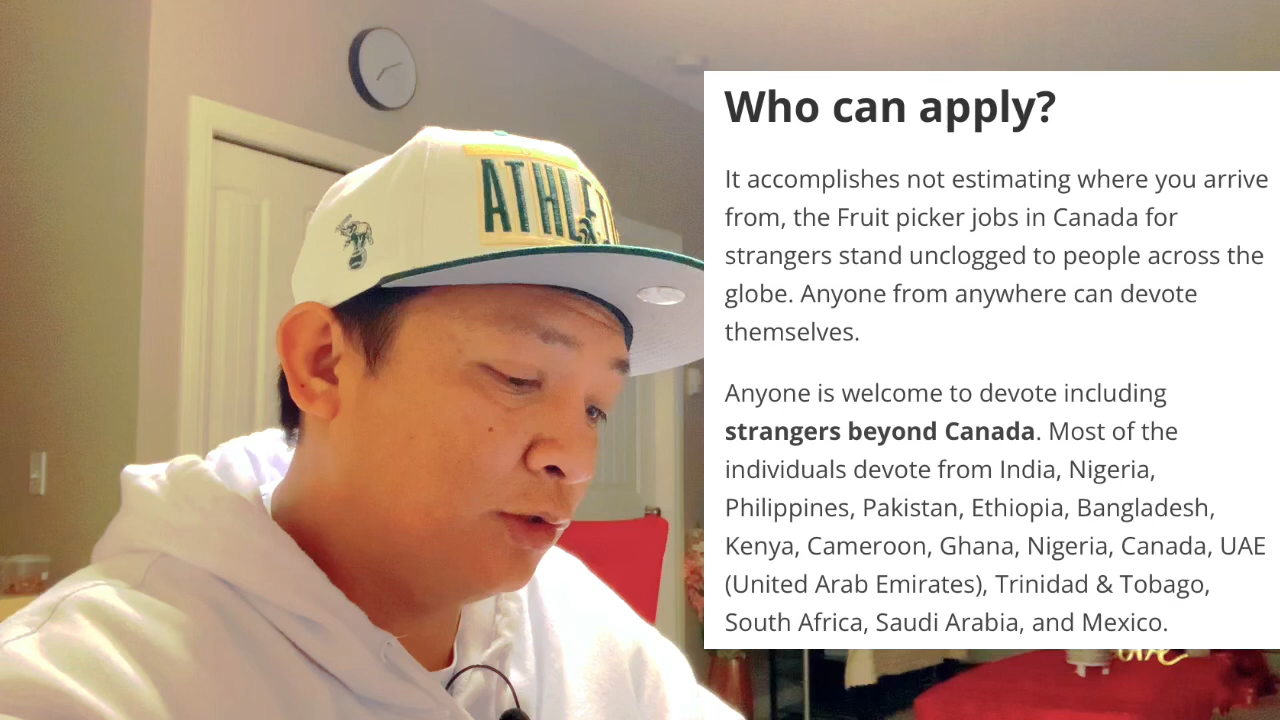 ATHLE
Who can apply?
It accomplishes not estimating where you arrive
from, the Fruit picker jobs in Canada for
strangers stand unclogged to people across the
globe. Anyone from anywhere can devote
themselves.
Anyone is welcome to devote including
strangers beyond Canada. Most of the
individuals devote from India, Nigeria,
Philippines, Pakistan, Ethiopia, Bangladesh,
Kenya, Cameroon, Ghana, Nigeria, Canada, UAE
(United Arab Emirates), Trinidad & Tobago,
South Africa, Saudi Arabia, and Mexico.